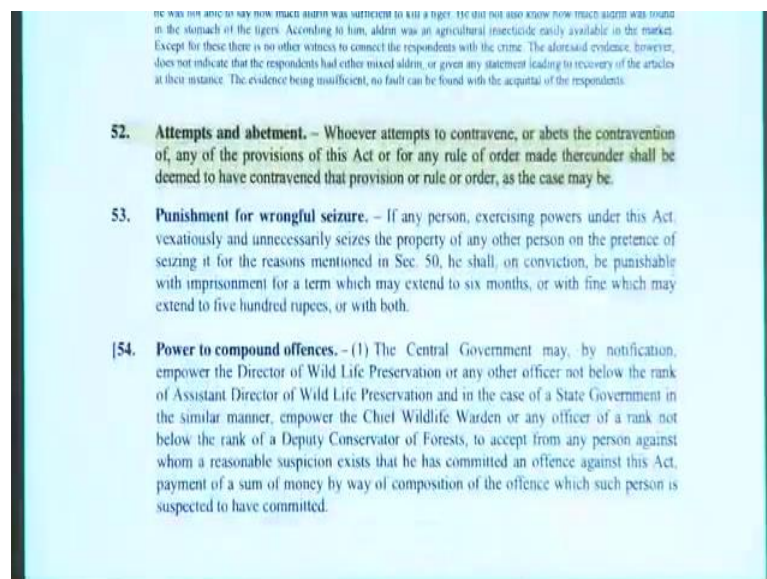 he was not able to say how much aldrin was sufficient to kill a tiger. He did not also know how much aldrin was found
in the stomach of the tigers. According to him, aldrin was an agricultural insecticide easily available in the market.
Except for these there is no other witness to connect the respondents with the crime. The aforesaid evidence, however,
does not indicate that the respondents had either mixed aldrin, or given any statement leading to recovery of the articles
at their instance. The evidence being insufficient, no fault can be found with the acquittal of the respondents.
52. Attempts and abetment. – Whoever attempts to contravene, or abets the contravention
of, any of the provisions of this Act or for any rule of order made thereunder shall be
deemed to have contravened that provision or rule or order, as the case may be.
53. Punishment for wrongful seizure. – If any person, exercising powers under this Act,
vexatiously and unnecessarily seizes the property of any other person on the pretence of
seizing it for the reasons mentioned in Sec. 50, he shall, on conviction, be punishable
with imprisonment for a term which may extend to six months, or with fine which may
extend to five hundred rupees, or with both.
[54. Power to compound offences. – (1) The Central Government may, by notification,
empower the Director of Wild Life Preservation or any other officer not below the rank
of Assistant Director of Wild Life Preservation and in the case of a State Government in
the similar manner, empower the Chief Wildlife Warden or any officer of a rank not
below the rank of a Deputy Conservator of Forests, to accept from any person against
whom a reasonable suspicion exists that he has committed an offence against this Act,
payment of a sum of money by way of composition of the offence which such person is
suspected to have committed.